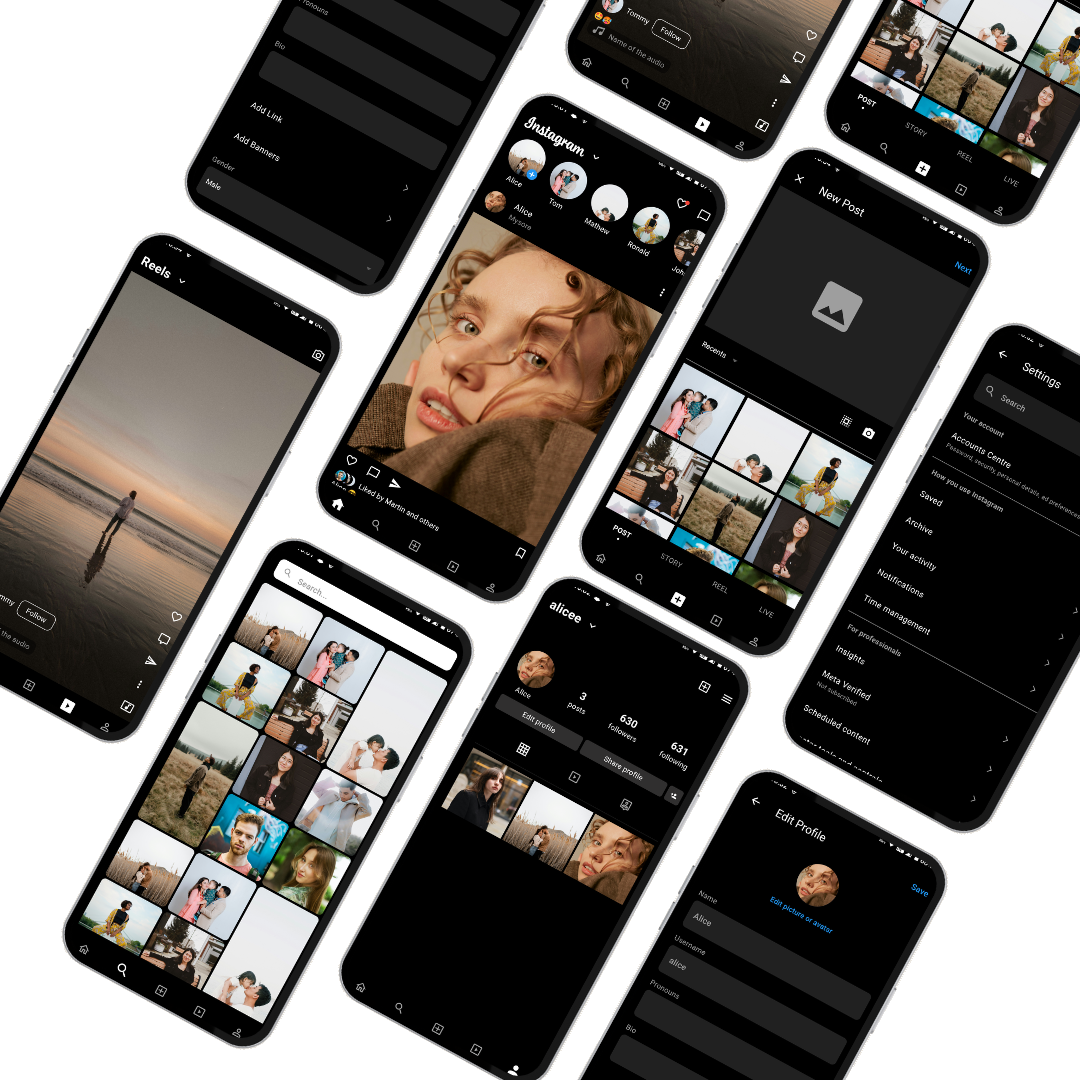 Pronouns
Bio
Add Link
Add Banners
Gender
Male
Tommy
Follow
Name of the audio
POST
STORY
REEL
LIVE
Instagram
Alice
Tom
Mathew
Ronald
Joh
Alice
Mysore
Liked by Martin and others
New Post
Next
Recents
POST
STORY
REEL
LIVE
Reels
mmy
Follow
the audio
Settings
Search
Your account
Accounts Centre
Password, security, personal details, ed preferences
How you use Instagram
Saved
Archive
Your activity
Notifications
Time management
For professionals
Insights
Meta Verified
Not subscribed
Scheduled content
Search...
alicee
Alice
3
posts
630
followers
631
following
Edit profile
Share profile
Edit Profile
Save
Edit picture or avatar
Name
Alice
Username
alice
Pronouns
Bio